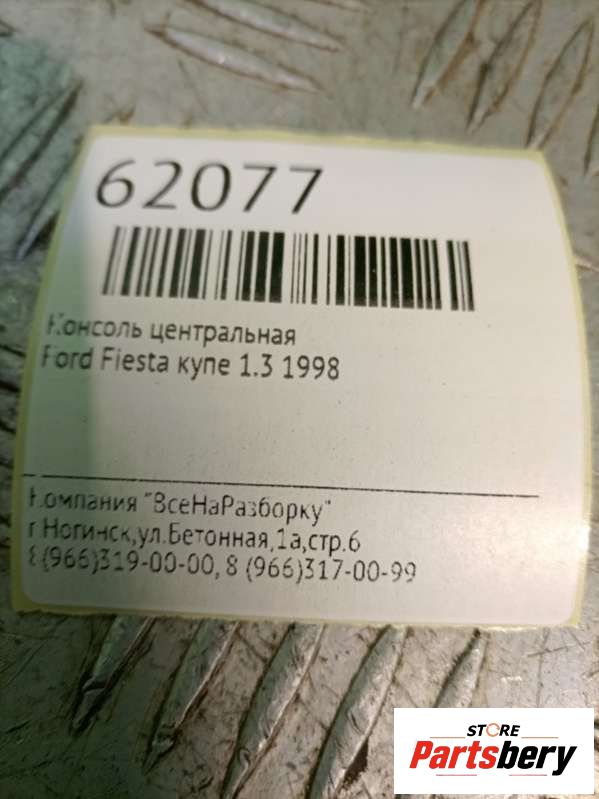 62077
Консоль центральная
Ford Fiesta купе 1.3 1998
Компания "ВсеНаРазборку"
г Ногинск,ул.Бетонная,1а,стр.6
8 (966)319-00-00, 8 (966)317-00-99
STORE
Partsbery